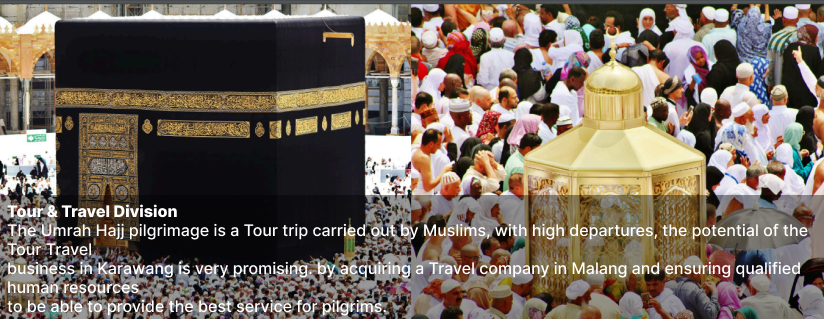 Tour & Travel Division
The Umrah Hajj pilgrimage is a Tour trip carried out by Muslims, with high departures, the potential of the
Tour Travel
business in Karawang is very promising. by acquiring a Travel company in Malang and ensuring qualified
human resources
to be able to provide the best service for pilgrims.